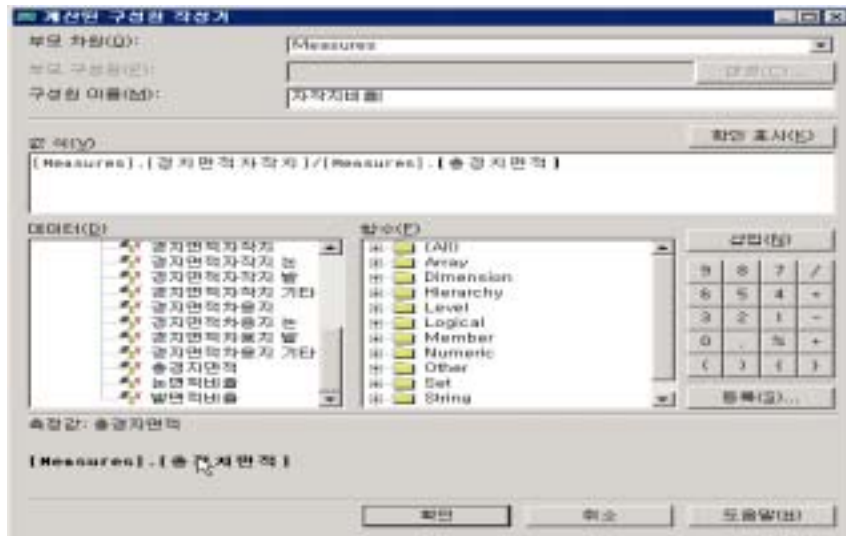 계산된 구성원 작성기
부모 차원(Q):
Measures
부모 구성원(P):
변경(C)...
구성원 이름(M):
자작지비율
값 식(V)
확인 표시(K)
[Measures].[경지면적자작지]/[Measures].[총경지면적]
데이터(D)
함수(F)
삽입(N)
경지면적자작지
경지면적자작지 논
경지면적자작지 밭
경지면적자작지 기타
경지면적차용지
경지면적차용지 논
경지면적차용지 밭
경지면적차용지 기타
총경지면적
논면적비율
밭면적비율
(All)
Array
Dimension
Hierarchy
Level
Logical
Member
Numeric
Other
Set
String
9 8 7 /
6 5 4 *
3 2 1 -
0 . % +
( ) { }
등록(G)...
측정값: 총경지면적
[Measures].[총경지면적]
확인
취소
도움말(H)